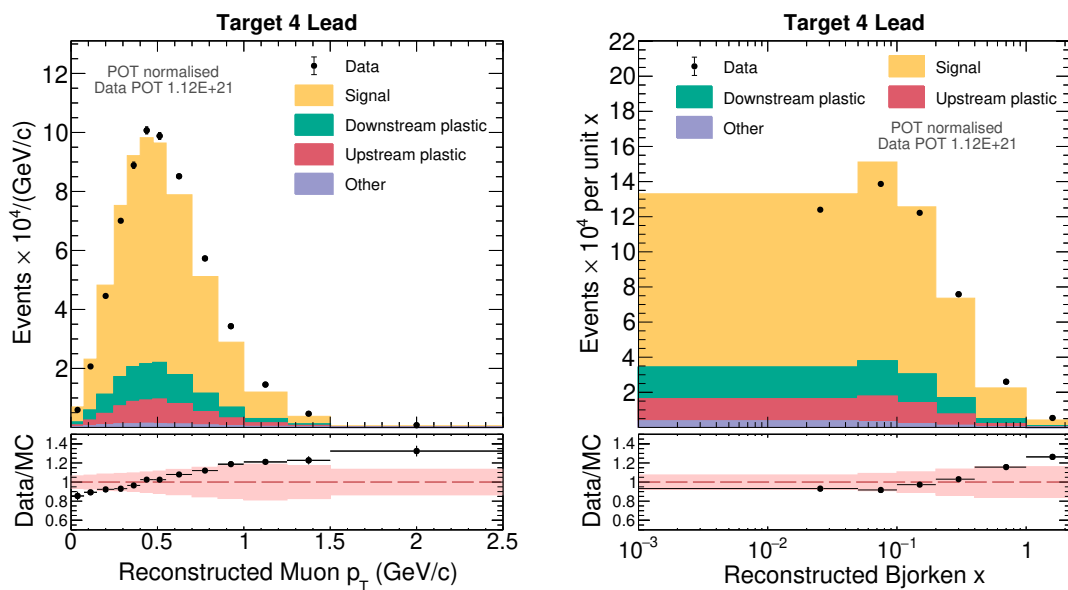 Target 4 Lead
POT normalised
Data POT 1.12E+21
Data
Signal
Downstream plastic
Upstream plastic
Other
Events × 10⁴/(GeV/c)
12
10
8
6
4
2
Data/MC
1.4
1.2
1.0
0.8
0.6
0 0.5 1.0 1.5 2.0 2.5
Reconstructed Muon p_T (GeV/c)
Target 4 Lead
Data Signal
Downstream plastic Upstream plastic
Other
POT normalised
Data POT 1.12E+21
Events × 10⁴ per unit x
22
20
18
16
14
12
10
8
6
4
2
Data/MC
1.4
1.2
1.0
0.8
0.6
10⁻³ 10⁻² 10⁻¹ 1
Reconstructed Bjorken x